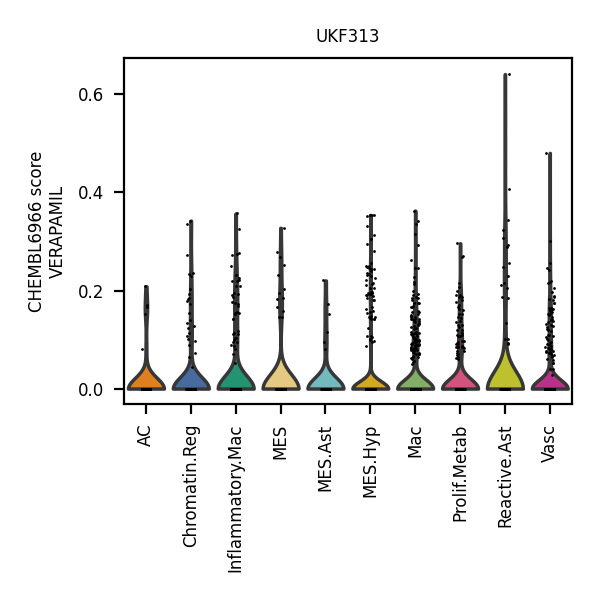 UKF313
CHEMBL6966 score
VERAPAMIL
0.6
0.4
0.2
0.0
AC
Chromatin.Reg
Inflammatory.Mac
MES
MES.Ast
MES.Hyp
Mac
Prolif.Metab
Reactive.Ast
Vasc